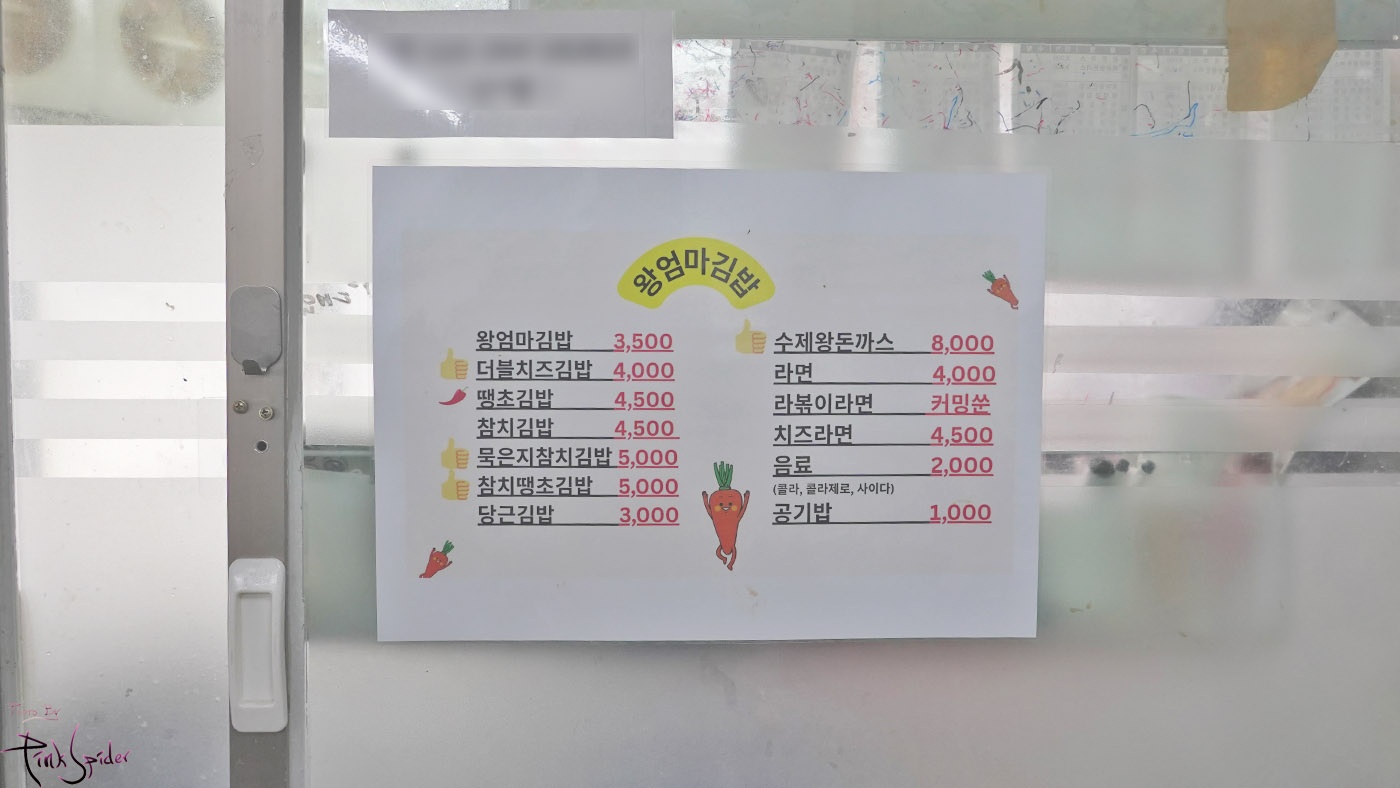 왕엄마김밥
왕엄마김밥 3,500
더블치즈김밥 4,000
땡초김밥 4,500
참치김밥 4,500
묵은지참치김밥 5,000
참치땡초김밥 5,000
당근김밥 3,000
수제왕돈까스 8,000
라면 4,000
라볶이라면 커밍쑨
치즈라면 4,500
음료 2,000
(콜라, 콜라제로, 사이다)
공기밥 1,000
Pink Spider